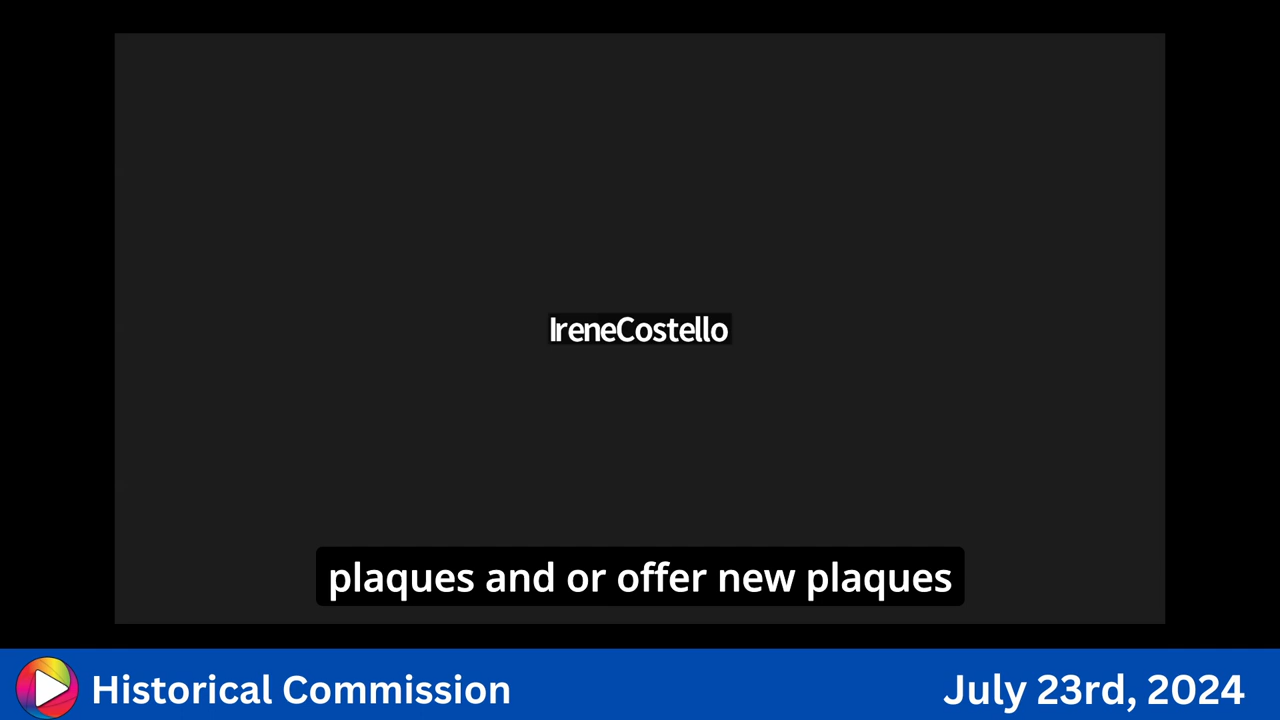 IreneCostello
plaques and or offer new plaques
Historical Commission
July 23rd, 2024